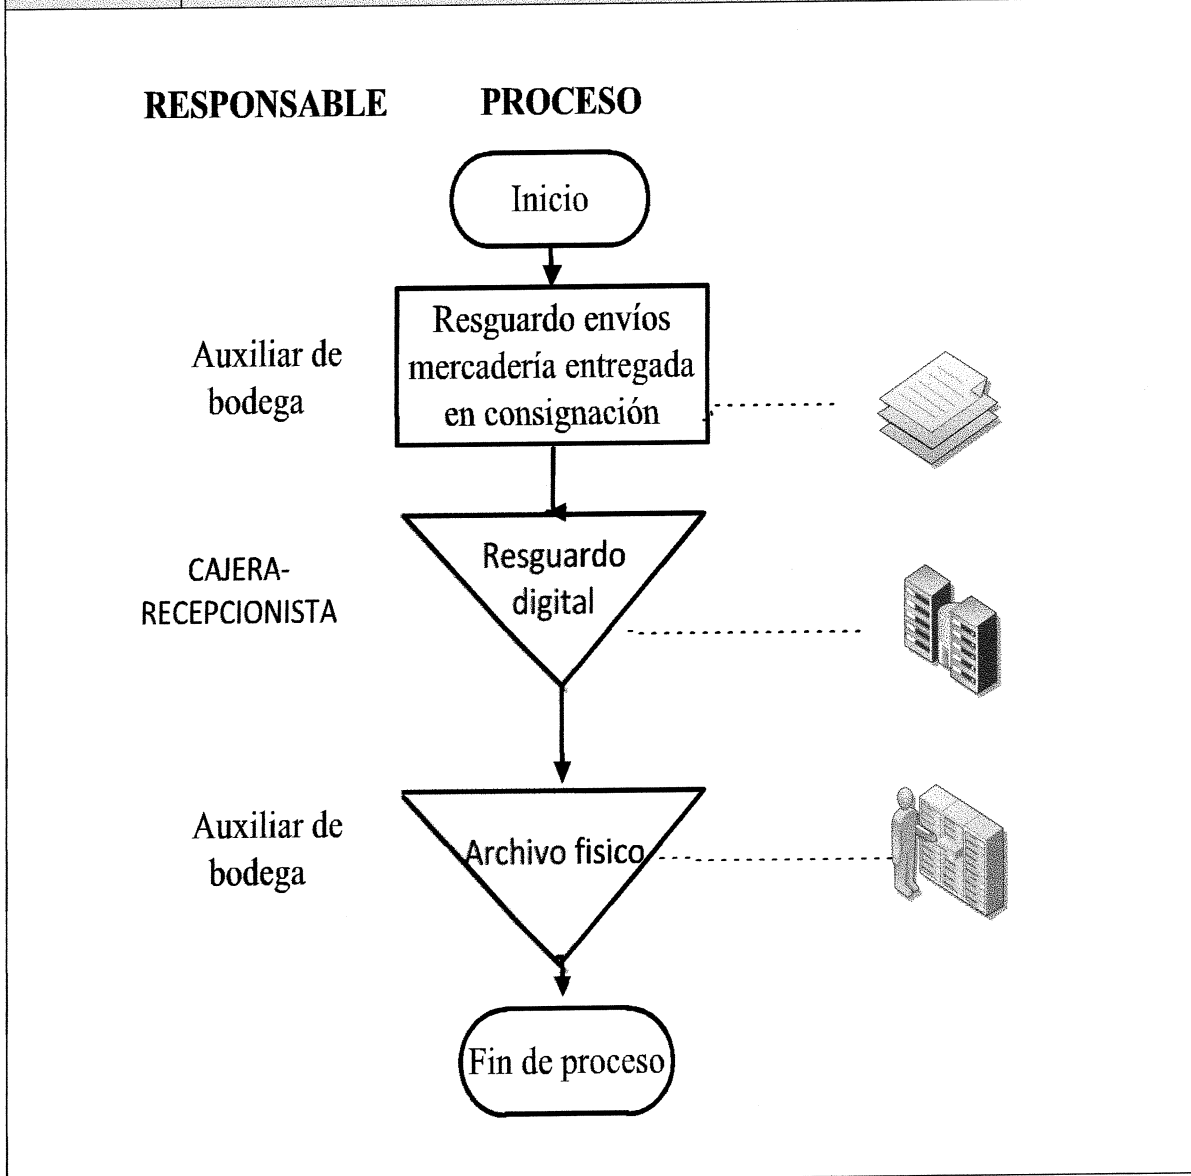 RESPONSABLE PROCESO
Inicio
Auxiliar de
bodega
Resguardo envíos
mercadería entregada
en consignación
CAJERA-
RECEPCIONISTA
Resguardo
digital
Auxiliar de
bodega
Archivo fisico
Fin de proceso